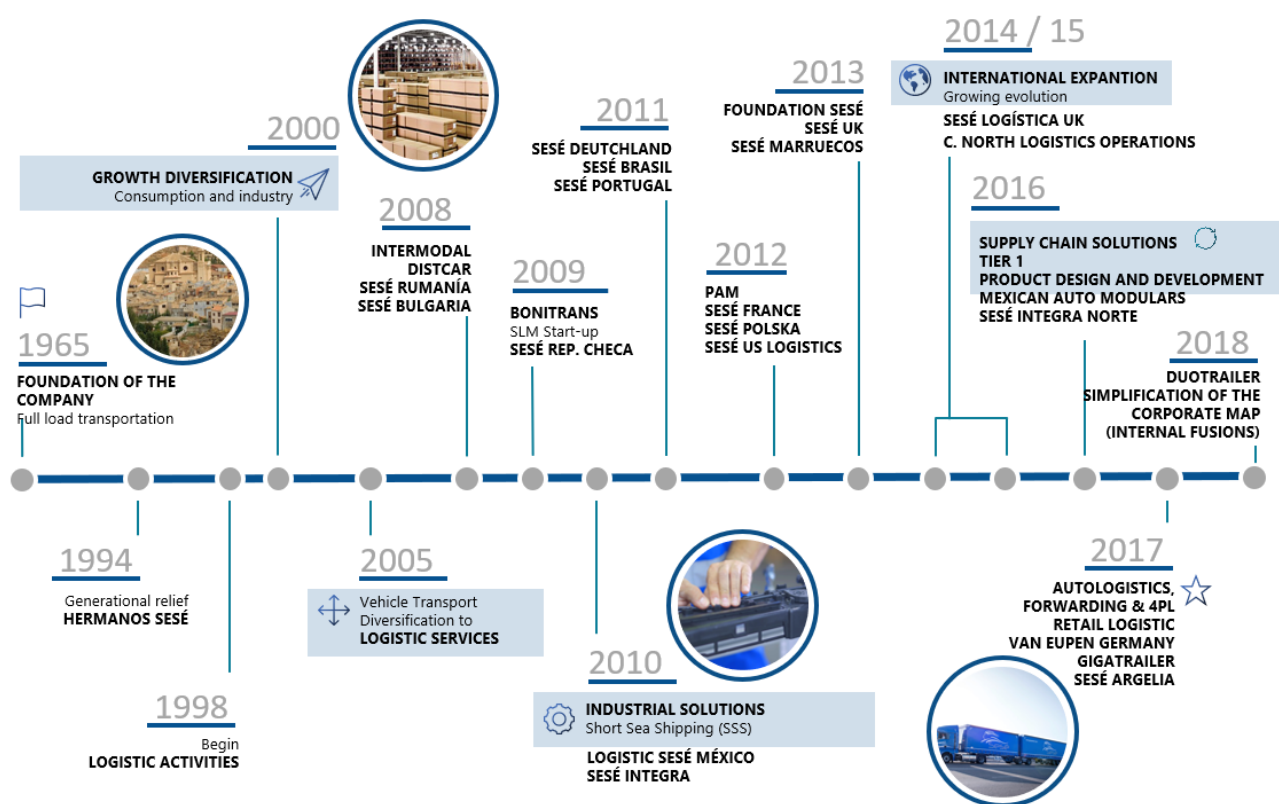 1965
FOUNDATION OF THE
COMPANY
Full load transportation
1994
Generational relief
HERMANOS SESÉ
1998
Begin
LOGISTIC ACTIVITIES
2000
GROWTH DIVERSIFICATION
Consumption and industry
2005
Vehicle Transport
Diversification to
LOGISTIC SERVICES
2008
INTERMODAL
DISTCAR
SESÉ RUMANÍA
SESÉ BULGARIA
2009
BONITRANS
SLM Start-up
SESÉ REP. CHECA
2010
INDUSTRIAL SOLUTIONS
Short Sea Shipping (SSS)
LOGISTIC SESÉ MÉXICO
SESÉ INTEGRA
2011
SESÉ DEUTCHLAND
SESÉ BRASIL
SESÉ PORTUGAL
2012
PAM
SESÉ FRANCE
SESÉ POLSKA
SESÉ US LOGISTICS
2013
FOUNDATION SESÉ
SESÉ UK
SESÉ MARRUECOS
2014 / 15
INTERNATIONAL EXPANTION
Growing evolution
SESÉ LOGÍSTICA UK
C. NORTH LOGISTICS OPERATIONS
2016
SUPPLY CHAIN SOLUTIONS
TIER 1
PRODUCT DESIGN AND DEVELOPMENT
MEXICAN AUTO MODULARS
SESÉ INTEGRA NORTE
2017
AUTOLOGISTICS,
FORWARDING & 4PL
RETAIL LOGISTIC
VAN EUPEN GERMANY
GIGATRAILER
SESÉ ARGELIA
2018
DUOTRAILER
SIMPLIFICATION OF THE
CORPORATE MAP
(INTERNAL FUSIONS)